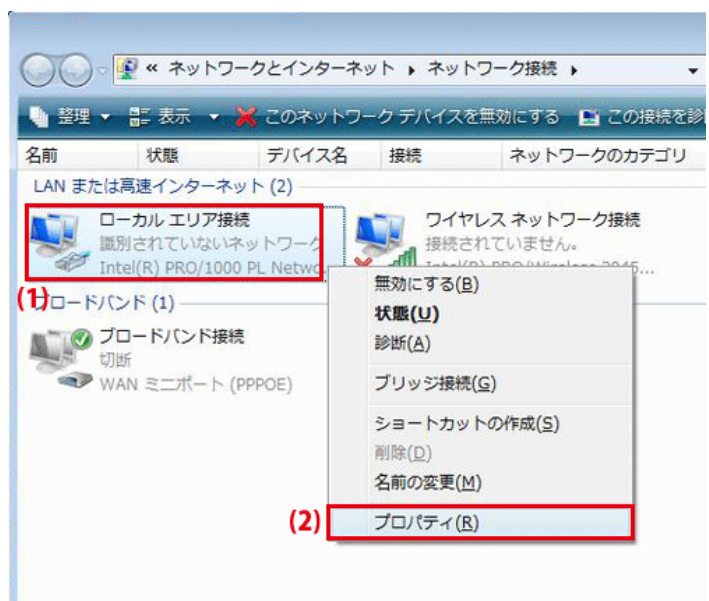 « ネットワークとインターネット ▸ ネットワーク接続 ▸
整理 ▼ 表示 ▼ このネットワーク デバイスを無効にする この接続を診
名前 状態 デバイス名 接続 ネットワークのカテゴリ
LAN または高速インターネット (2)
ローカル エリア接続
識別されていないネットワーク
Intel(R) PRO/1000 PL Netwo...
ワイヤレス ネットワーク接続
接続されていません。
Intel(R) PRO/Wireless 3945...
(1)
ブロードバンド (1)
ブロードバンド接続
切断
WAN ミニポート (PPPOE)
無効にする(B)
状態(U)
診断(A)
ブリッジ接続(G)
ショートカットの作成(S)
削除(D)
名前の変更(M)
(2)
プロパティ(R)